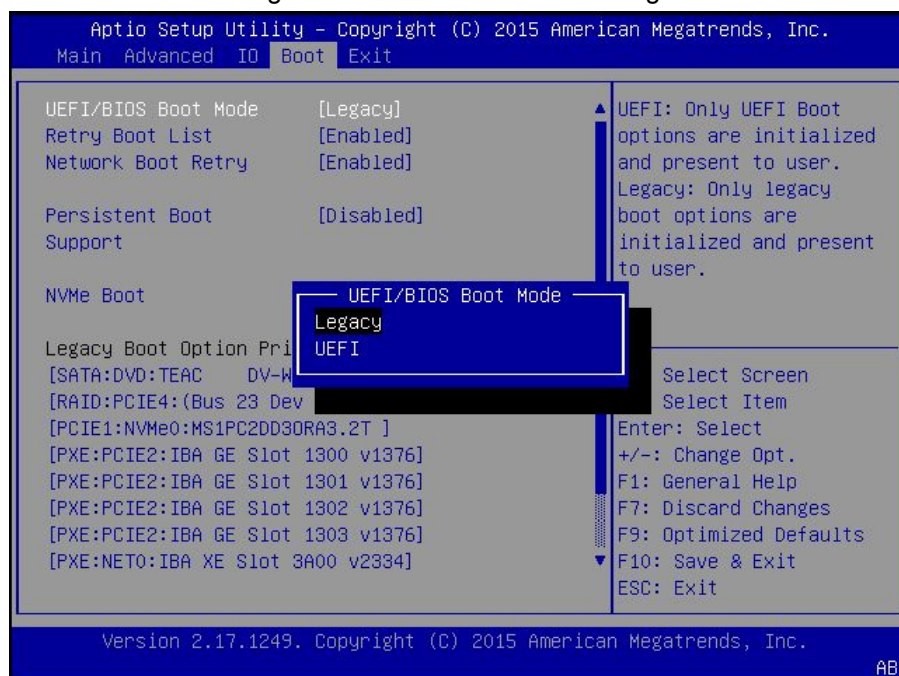 Aptio Setup Utility – Copyright (C) 2015 American Megatrends, Inc.
Main Advanced IO Boot Exit
UEFI/BIOS Boot Mode [Legacy]
Retry Boot List [Enabled]
Network Boot Retry [Enabled]
Persistent Boot [Disabled]
Support
NVMe Boot
Legacy Boot Option Pri
[SATA:DVD:TEAC DV-W
[RAID:PCIE4:(Bus 23 Dev
[PCIE1:NVMe0:MS1PC2DD3ORA3.2T ]
[PXE:PCIE2:IBA GE Slot 1300 v1376]
[PXE:PCIE2:IBA GE Slot 1301 v1376]
[PXE:PCIE2:IBA GE Slot 1302 v1376]
[PXE:PCIE2:IBA GE Slot 1303 v1376]
[PXE:NET0:IBA XE Slot 3A00 v2334]
UEFI/BIOS Boot Mode
Legacy
UEFI
UEFI: Only UEFI Boot
options are initialized
and present to user.
Legacy: Only legacy
boot options are
initialized and present
to user.
Select Screen
Select Item
Enter: Select
+/-: Change Opt.
F1: General Help
F7: Discard Changes
F9: Optimized Defaults
F10: Save & Exit
ESC: Exit
Version 2.17.1249. Copyright (C) 2015 American Megatrends, Inc.
AB